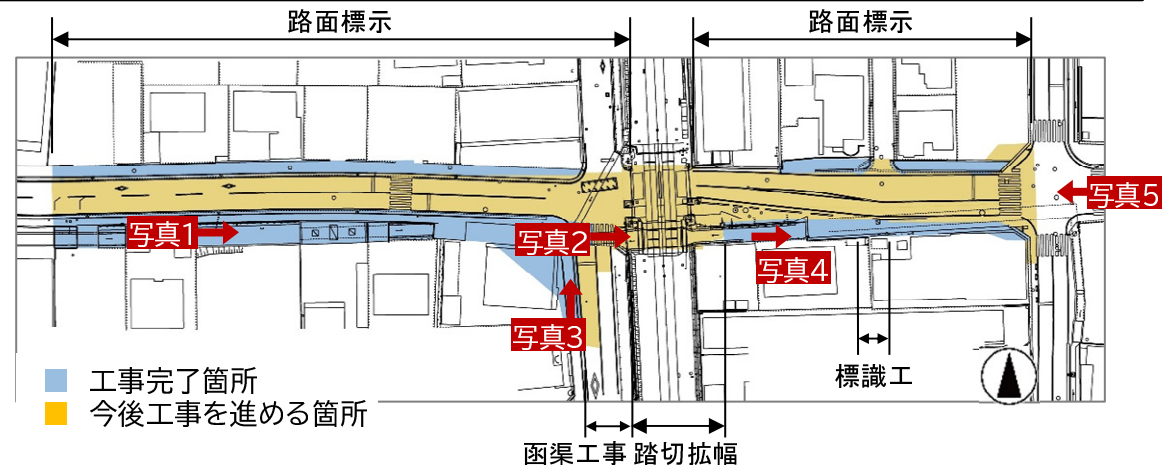 路面標示
路面標示
写真5
写真1
写真2
写真4
写真3
標識工
工事完了箇所
今後工事を進める箇所
函渠工事
踏切拡幅